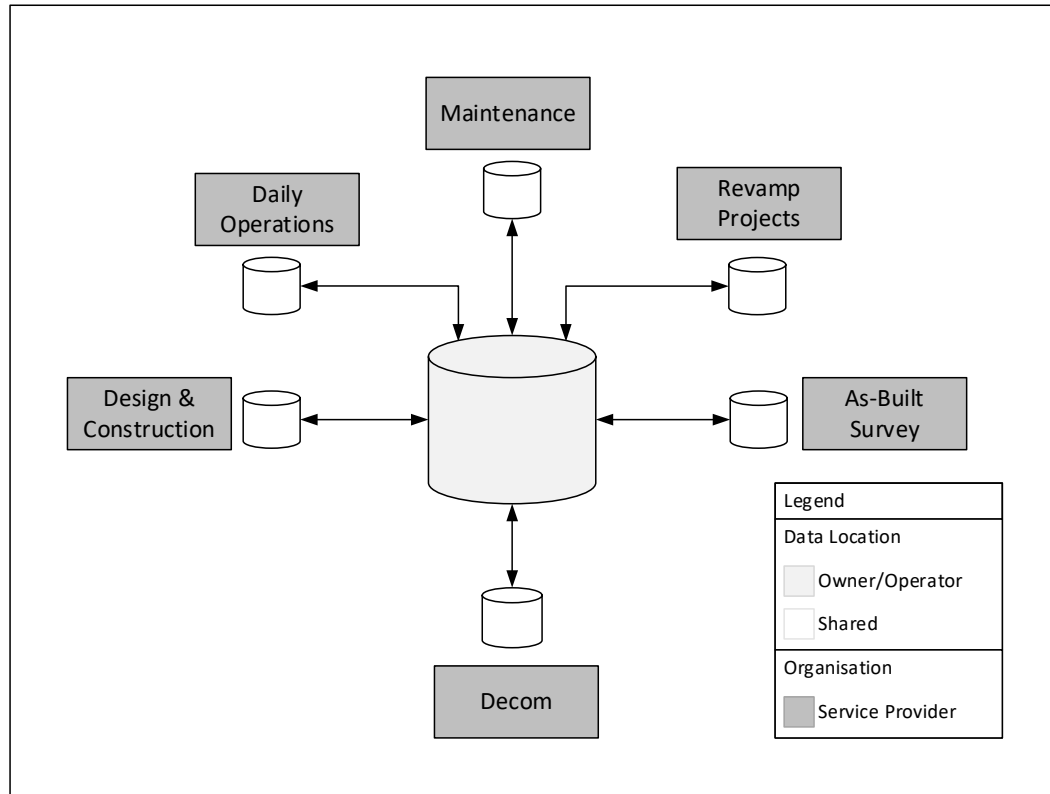 Maintenance
Daily
Operations
Revamp
Projects
Design &
Construction
As-Built
Survey
Decom
Legend
Data Location
Owner/Operator
Shared
Organisation
Service Provider